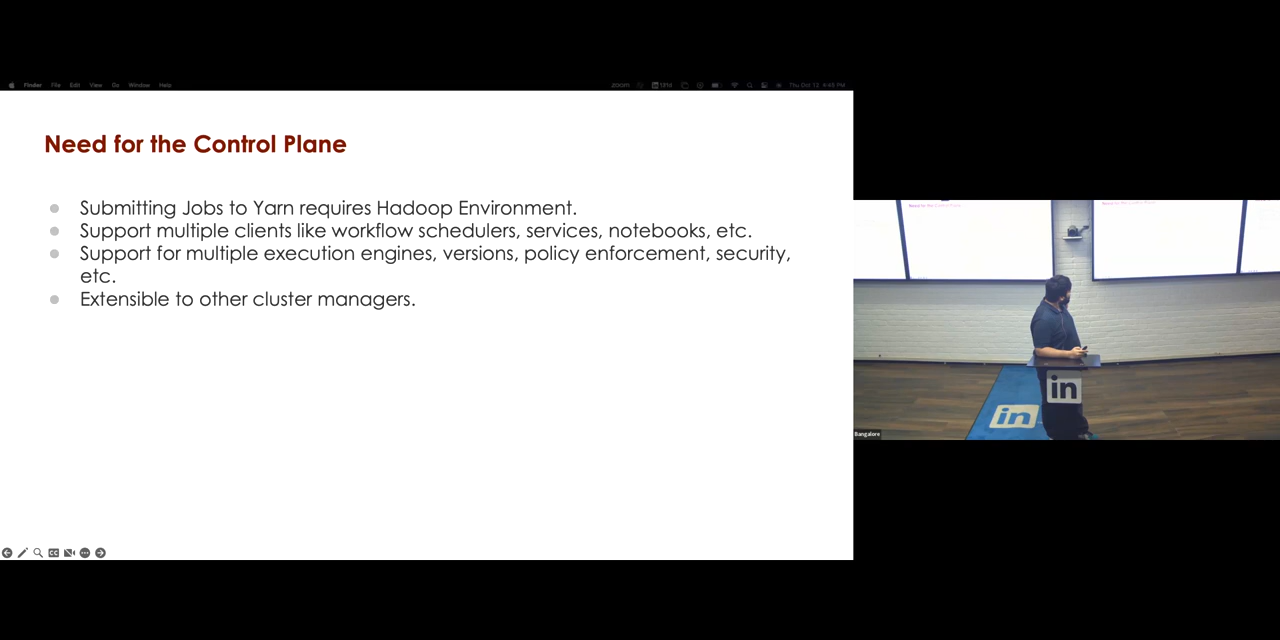 Finder File Edit View Go Window Help
zoom Thu Oct 12 4:45 PM
Need for the Control Plane
Submitting Jobs to Yarn requires Hadoop Environment.
Support multiple clients like workflow schedulers, services, notebooks, etc.
Support for multiple execution engines, versions, policy enforcement, security,
etc.
Extensible to other cluster managers.
in
in
Bangalore